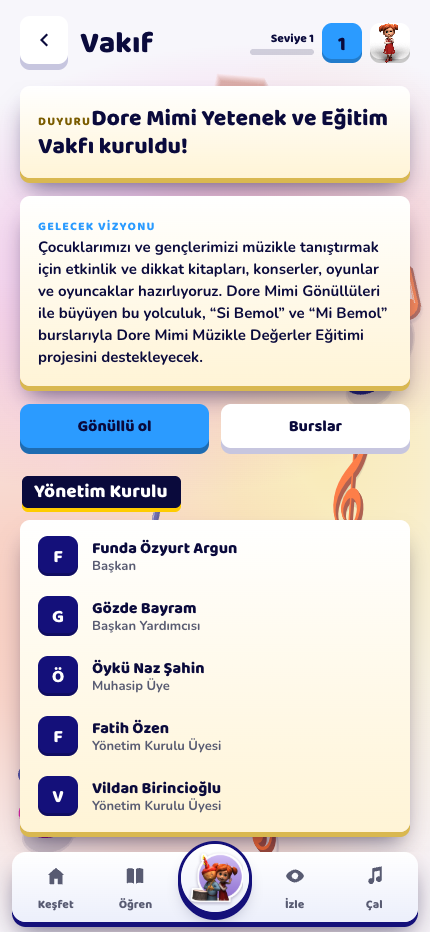 Vakıf
Seviye 1
1
DUYURU Dore Mimi Yetenek ve Eğitim
Vakfı kuruldu!
GELECEK VİZYONU
Çocuklarımızı ve gençlerimizi müzikle tanıştırmak
için etkinlik ve dikkat kitapları, konserler, oyunlar
ve oyuncaklar hazırlıyoruz. Dore Mimi Gönüllüleri
ile büyüyen bu yolculuk, “Si Bemol” ve “Mi Bemol”
burslarıyla Dore Mimi Müzikle Değerler Eğitimi
projesini destekleyecek.
Gönüllü ol
Burslar
Yönetim Kurulu
F
Funda Özyurt Argun
Başkan
G
Gözde Bayram
Başkan Yardımcısı
Ö
Öykü Naz Şahin
Muhasip Üye
F
Fatih Özen
Yönetim Kurulu Üyesi
V
Vildan Birincioğlu
Yönetim Kurulu Üyesi
Keşfet
Öğren
İzle
Çal